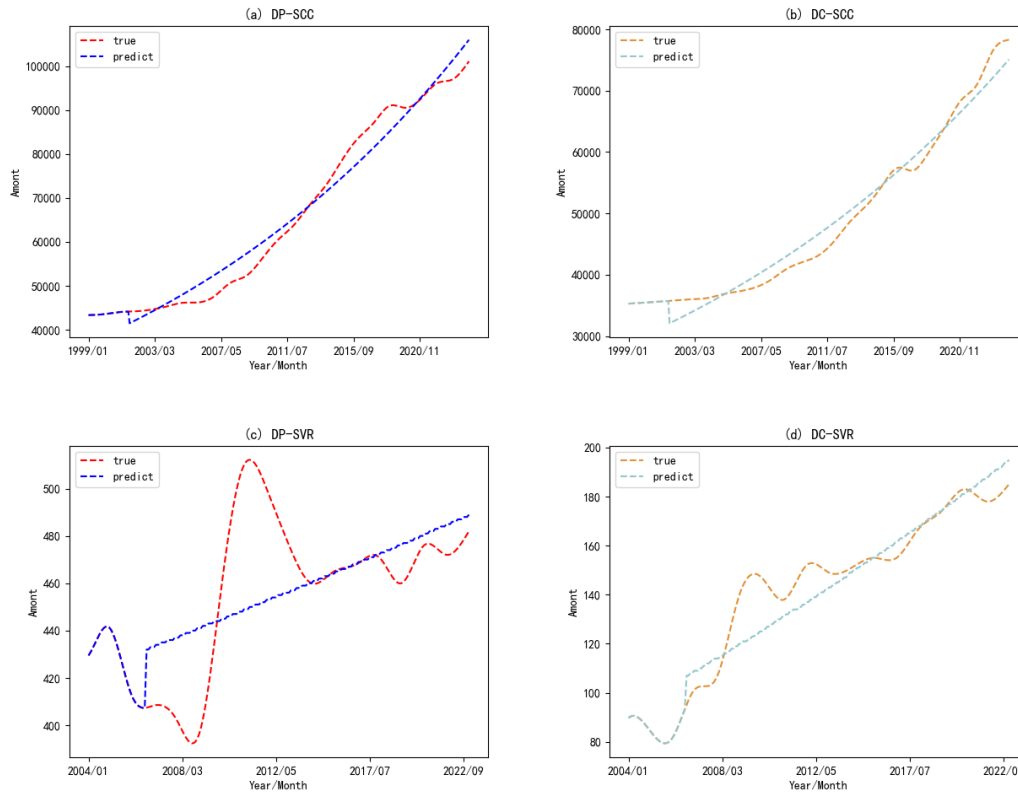 (a) DP-SCC
true
predict
100000
90000
80000
70000
60000
50000
40000
Amont
1999/01 2003/03 2007/05 2011/07 2015/09 2020/11
Year/Month
(b) DC-SCC
true
predict
80000
70000
60000
50000
40000
30000
Amont
1999/01 2003/03 2007/05 2011/07 2015/09 2020/11
Year/Month
(c) DP-SVR
true
predict
500
480
460
440
420
400
Amont
2004/01 2008/03 2012/05 2017/07 2022/09
Year/Month
(d) DC-SVR
true
predict
200
180
160
140
120
100
80
Amont
2004/01 2008/03 2012/05 2017/07 2022/0
Year/Month